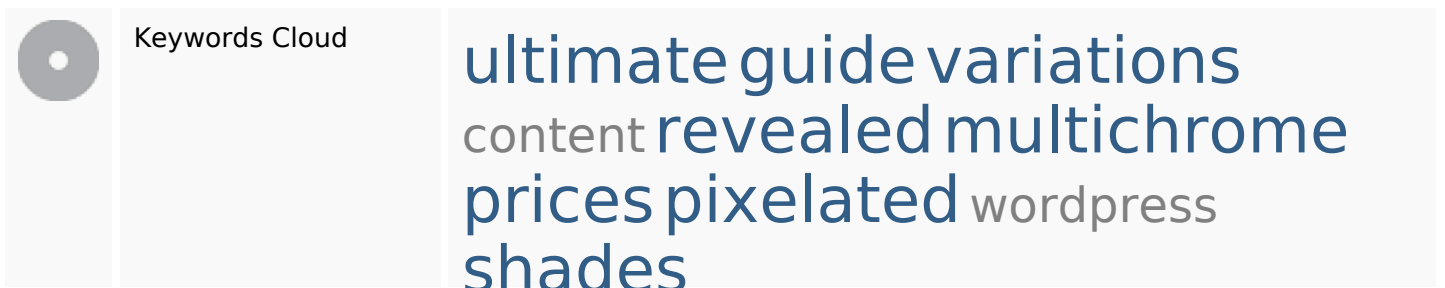 Keywords Cloud
ultimate guide variations
content revealed multichrome
prices pixelated wordpress
shades